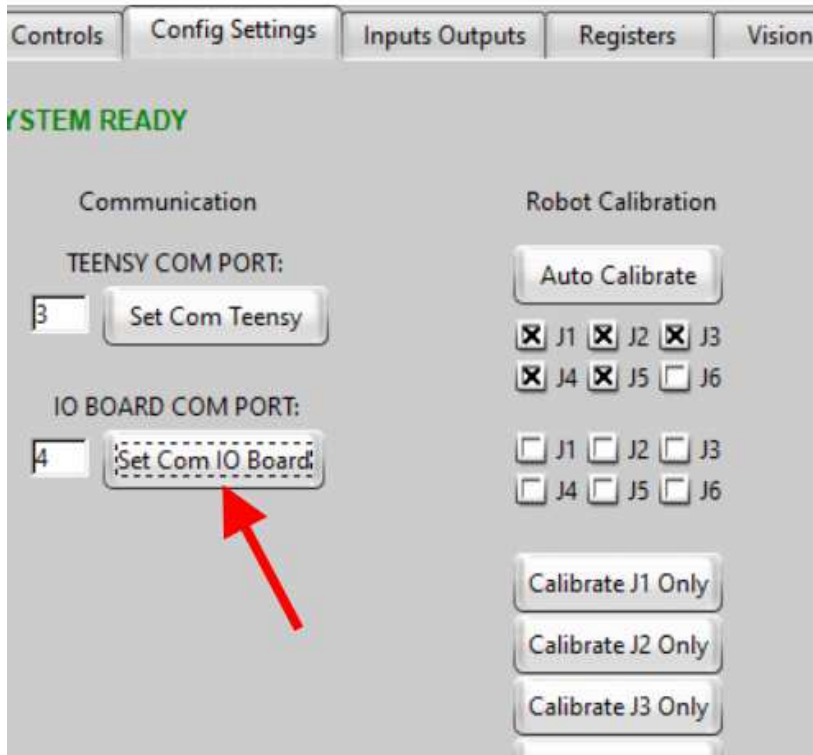 Controls Config Settings Inputs Outputs Registers Vision
YSTEM READY
Communication
TEENSY COM PORT:
3 Set Com Teensy
IO BOARD COM PORT:
4 Set Com IO Board
Robot Calibration
Auto Calibrate
J1 J2 J3
J4 J5 J6
J1 J2 J3
J4 J5 J6
Calibrate J1 Only
Calibrate J2 Only
Calibrate J3 Only